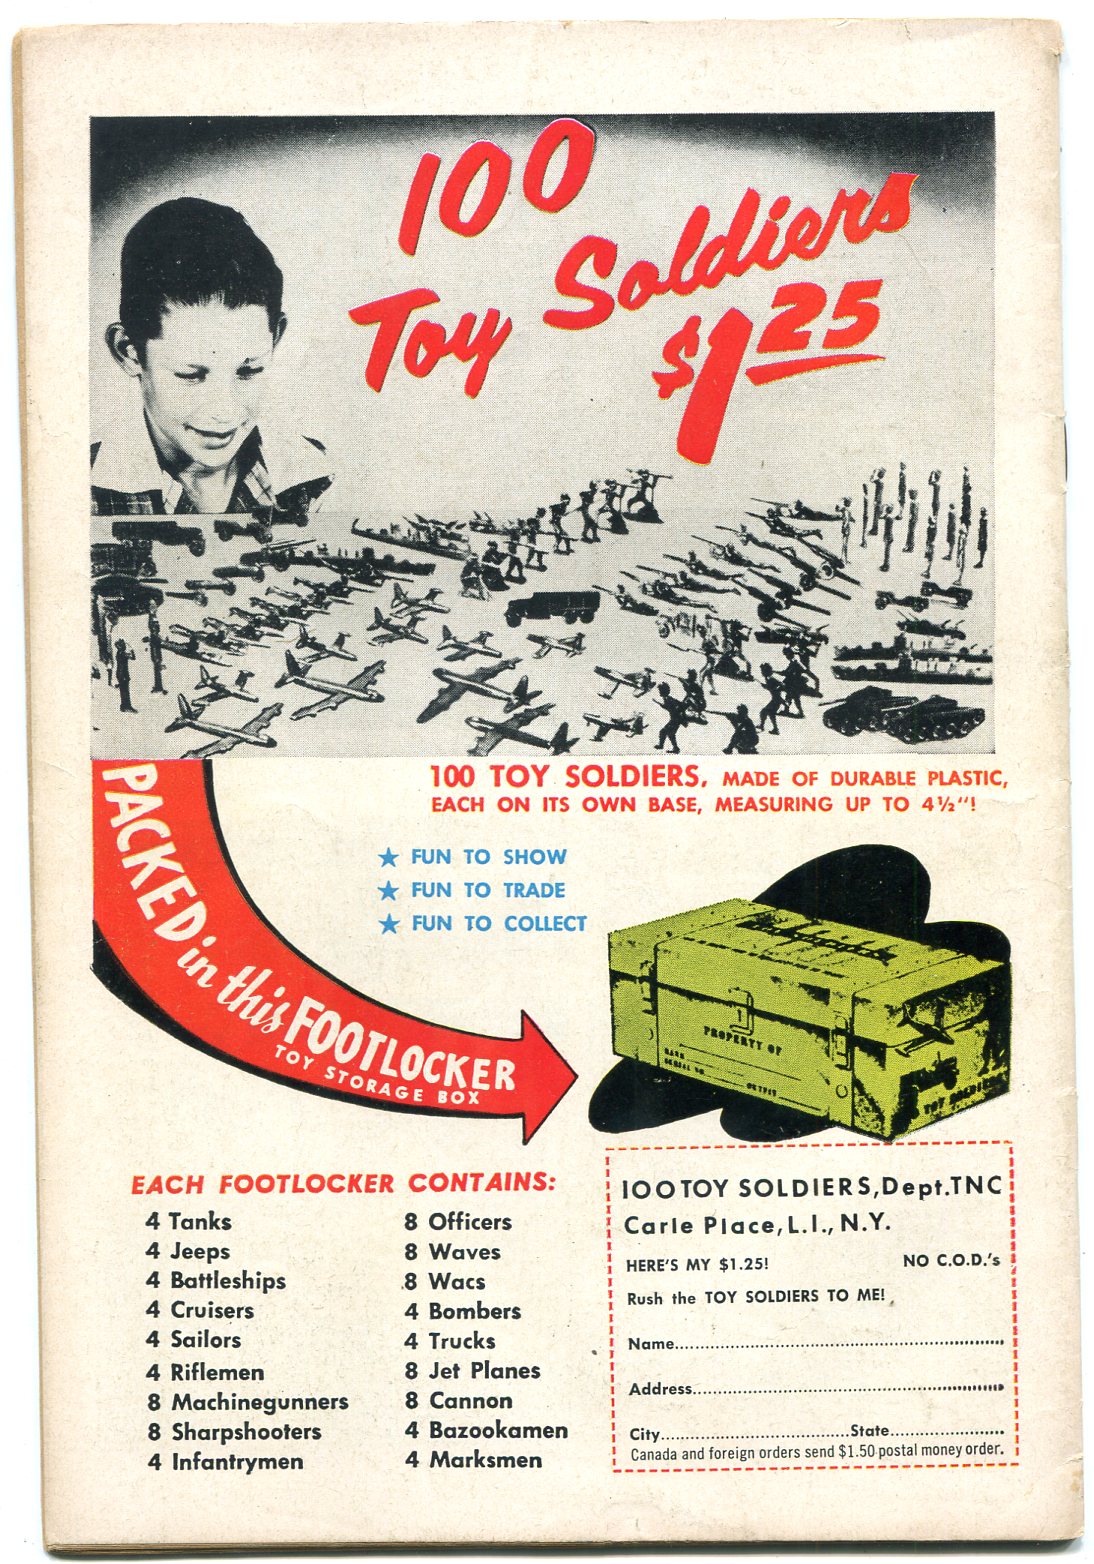 100
Toy Soldiers
$1.25
100 TOY SOLDIERS, MADE OF DURABLE PLASTIC,
EACH ON ITS OWN BASE, MEASURING UP TO 4½"!
PACKED in this FOOTLOCKER
TOY STORAGE BOX
★ FUN TO SHOW
★ FUN TO TRADE
★ FUN TO COLLECT
PROPERTY OF
TOY SOLDIERS
EACH FOOTLOCKER CONTAINS:
4 Tanks
4 Jeeps
4 Battleships
4 Cruisers
4 Sailors
4 Riflemen
8 Machinegunners
8 Sharpshooters
4 Infantrymen
8 Officers
8 Waves
8 Wacs
4 Bombers
4 Trucks
8 Jet Planes
8 Cannon
4 Bazookamen
4 Marksmen
100 TOY SOLDIERS, Dept. TNC
Carle Place, L.I., N.Y.
HERE'S MY $1.25! NO C.O.D.'s
Rush the TOY SOLDIERS TO ME!
Name
Address
City State
Canada and foreign orders send $1.50 postal money order.